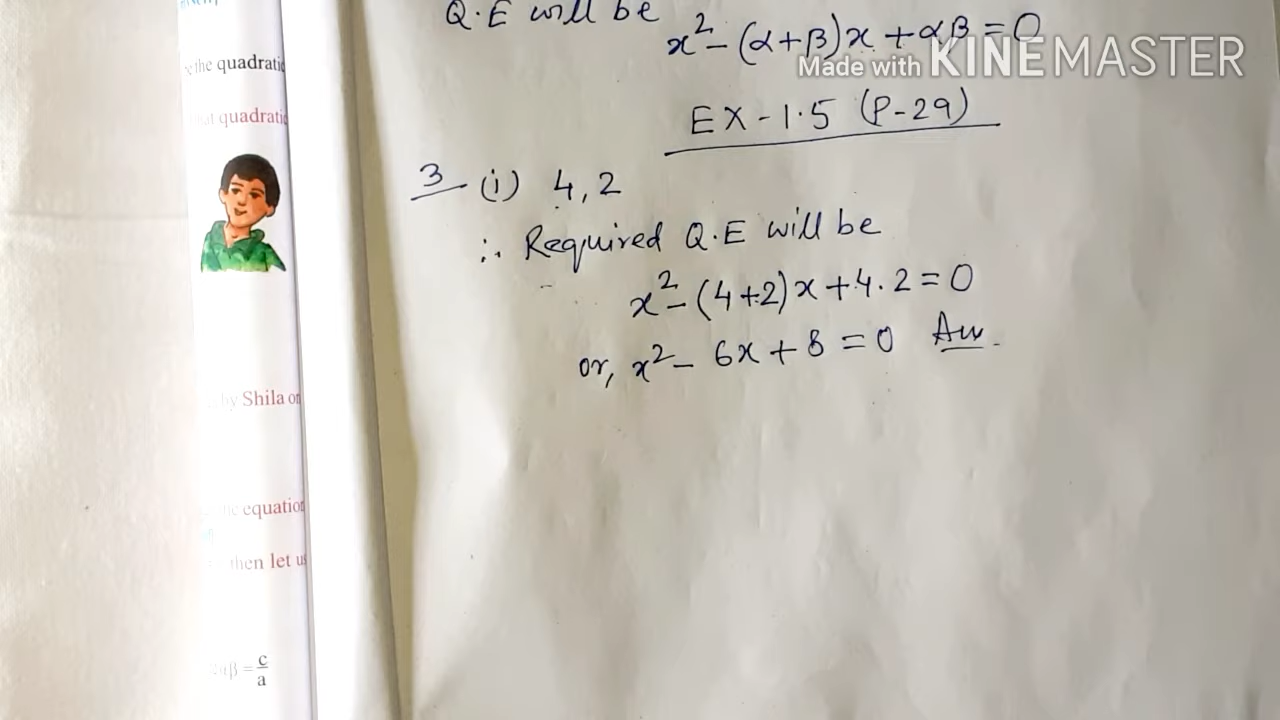 Q.E will be
x² - (α+β)x + αβ = 0
Made with KINEMASTER
EX - 1.5 (P-29)
3 (i) 4, 2
∴ Required Q.E will be
x² - (4+2)x + 4.2 = 0
or, x² - 6x + 8 = 0 Ans.
the quadratic
quadratic
by Shila or
equation
then let us
αβ = c/a